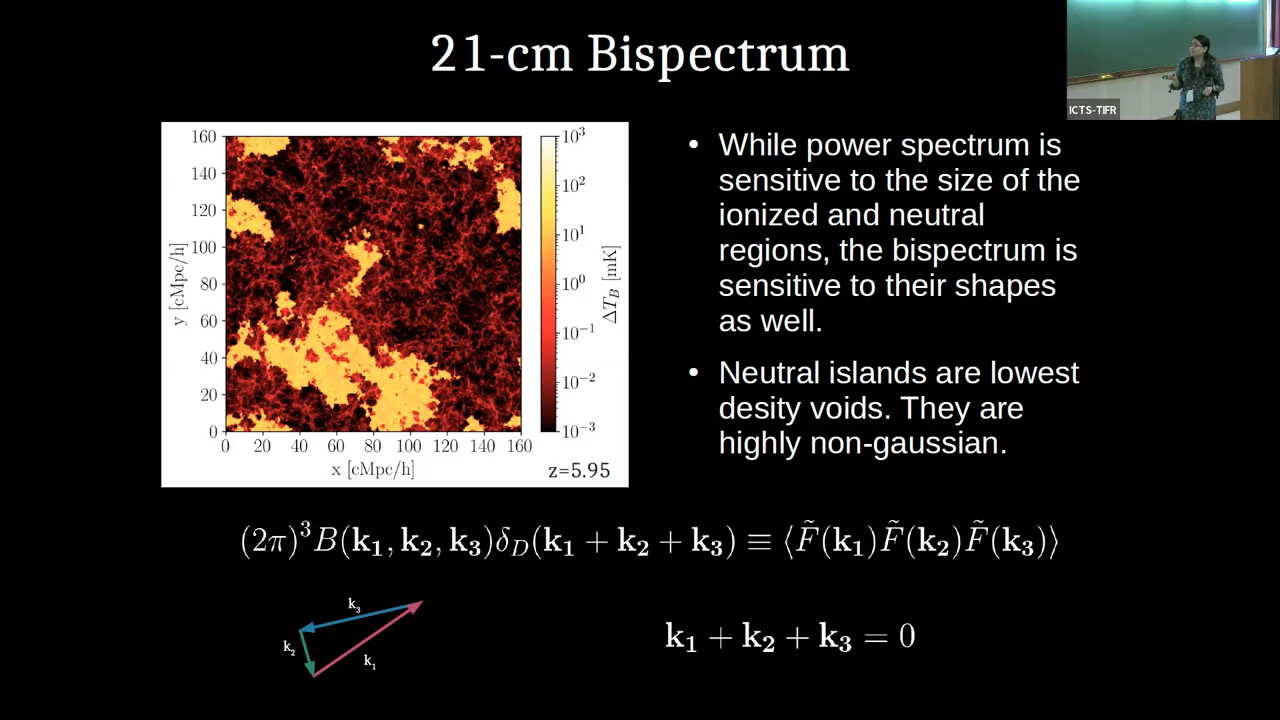 21-cm Bispectrum
ICTS-TIFR
160
140
120
100
80
60
40
20
0
y [cMpc/h]
0 20 40 60 80 100 120 140 160
x [cMpc/h]
10³
10²
10¹
10⁰
10⁻¹
10⁻²
10⁻³
ΔT_B [mK]
z=5.95
• While power spectrum is
sensitive to the size of the
ionized and neutral
regions, the bispectrum is
sensitive to their shapes
as well.
• Neutral islands are lowest
desity voids. They are
highly non-gaussian.
(2π)³B(k₁, k₂, k₃)δ_D(k₁ + k₂ + k₃) ≡ ⟨F̃(k₁)F̃(k₂)F̃(k₃)⟩
k₃
k₂
k₁
k₁ + k₂ + k₃ = 0